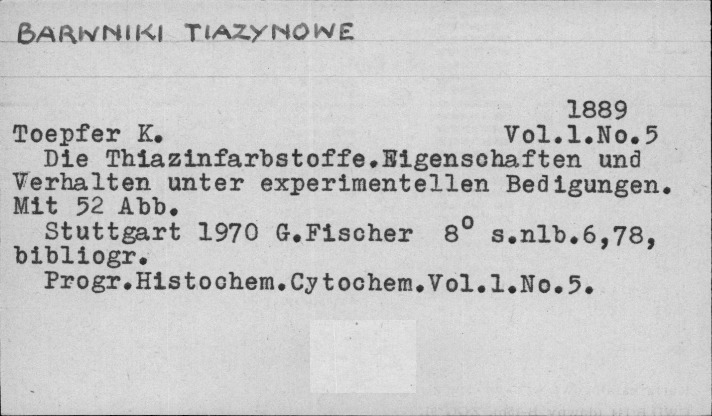 BARWNIKI TIAZYNOWE
1889
Toepfer K. Vol.1.No.5
Die Thiazinfarbstoffe.Eigenschaften und
Verhalten unter experimentellen Bedigungen.
Mit 52 Abb.
Stuttgart 1970 G.Fischer 8° s.nlb.6,78,
bibliogr.
Progr.Histochem.Cytochem.Vol.1.No.5.